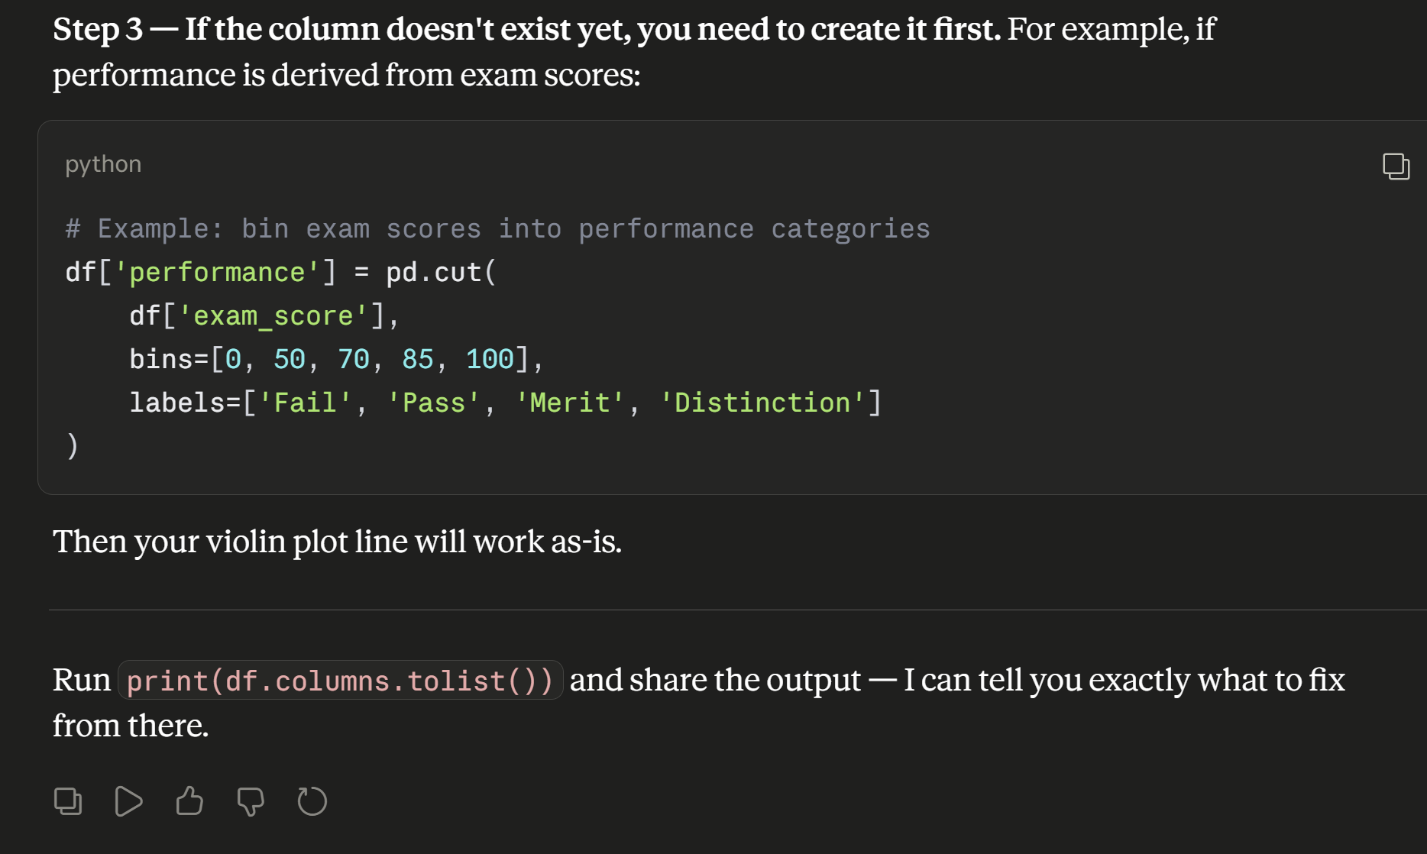 Step 3 — If the column doesn't exist yet, you need to create it first. For example, if
performance is derived from exam scores:
python
# Example: bin exam scores into performance categories
df['performance'] = pd.cut(
    df['exam_score'],
    bins=[0, 50, 70, 85, 100],
    labels=['Fail', 'Pass', 'Merit', 'Distinction']
)
Then your violin plot line will work as-is.
Run print(df.columns.tolist()) and share the output — I can tell you exactly what to fix
from there.